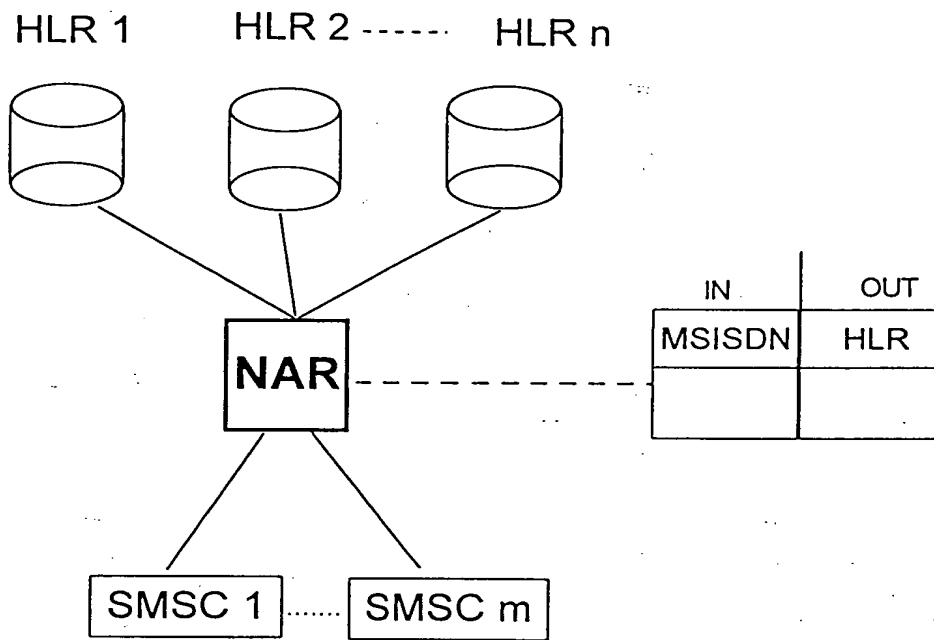 HLR 1 HLR 2 ------ HLR n
IN OUT
MSISDN HLR
NAR
SMSC 1 ....... SMSC m